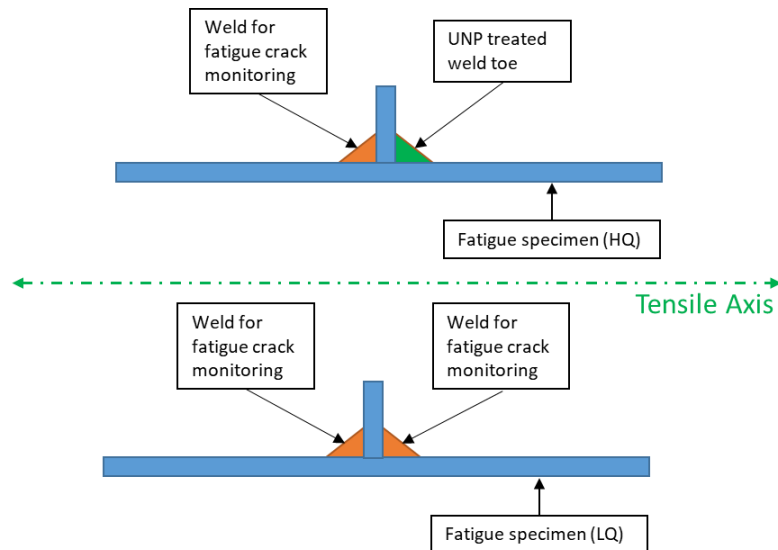 Weld for
fatigue crack
monitoring
UNP treated
weld toe
Fatigue specimen (HQ)
Tensile Axis
Weld for
fatigue crack
monitoring
Weld for
fatigue crack
monitoring
Fatigue specimen (LQ)